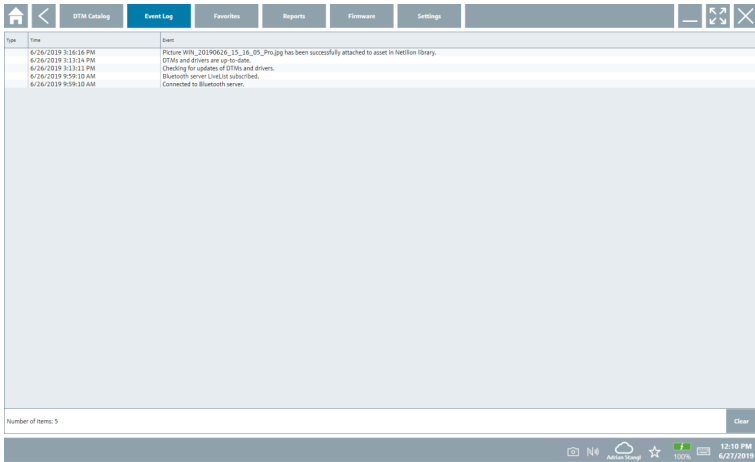 DTM Catalog Event Log Favorites Reports Firmware Settings
Type Time Event
6/26/2019 3:16:16 PM Picture WIN_20190626_15_16_05_Pro.jpg has been successfully attached to asset in Netilion library.
6/26/2019 3:13:14 PM DTMs and drivers are up-to-date.
6/26/2019 3:13:11 PM Checking for updates of DTMs and drivers.
6/26/2019 9:59:10 AM Bluetooth server LiveList subscribed.
6/26/2019 9:59:10 AM Connected to Bluetooth server.
Number of items: 5 Clear
Adrian Stangl 100% 12:10 PM
6/27/2019